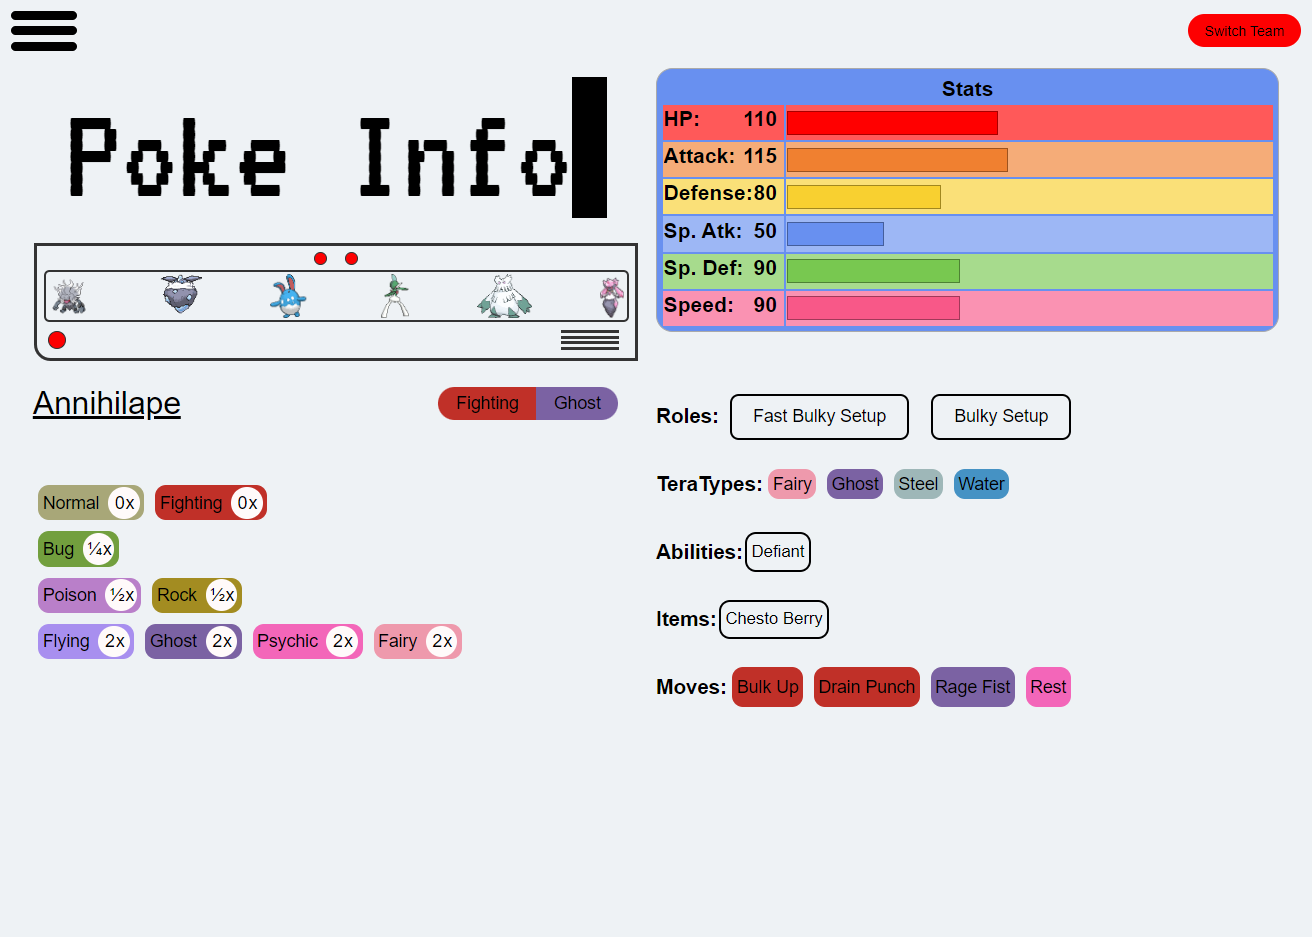 Switch Team
Poke Info
Stats
HP: 110
Attack: 115
Defense: 80
Sp. Atk: 50
Sp. Def: 90
Speed: 90
Annihilape
Fighting Ghost
Normal 0x Fighting 0x
Bug ¼x
Poison ½x Rock ½x
Flying 2x Ghost 2x Psychic 2x Fairy 2x
Roles: Fast Bulky Setup Bulky Setup
TeraTypes: Fairy Ghost Steel Water
Abilities: Defiant
Items: Chesto Berry
Moves: Bulk Up Drain Punch Rage Fist Rest